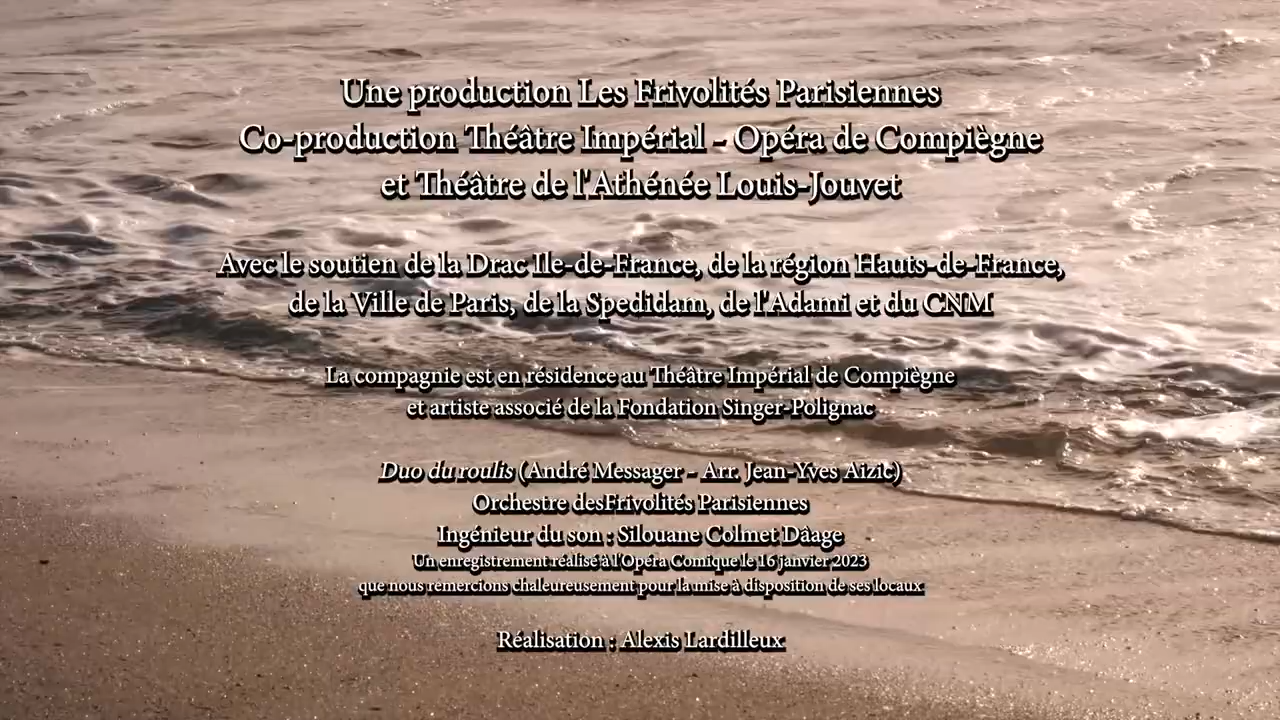 Une production Les Frivolités Parisiennes
Co-production Théâtre Impérial - Opéra de Compiègne
et Théâtre de l'Athénée Louis-Jouvet
Avec le soutien de la Drac Ile-de-France, de la région Hauts-de-France,
de la Ville de Paris, de la Spedidam, de l'Adami et du CNM
La compagnie est en résidence au Théâtre Impérial de Compiègne
et artiste associé de la Fondation Singer-Polignac
Duo du roulis (André Messager - Arr. Jean-Yves Aizic)
Orchestre desFrivolités Parisiennes
Ingénieur du son : Silouane Colmet Dâage
Un enregistrement réalisé à l'Opéra Comique le 16 janvier 2023
que nous remercions chaleureusement pour la mise à disposition de ses locaux
Réalisation : Alexis Lardilleux